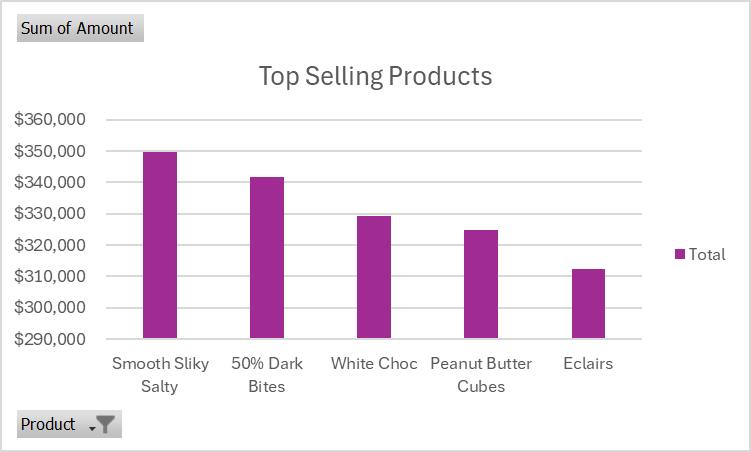 Sum of Amount
Top Selling Products
$360,000
$350,000
$340,000
$330,000
$320,000
$310,000
$300,000
$290,000
Smooth Sliky
Salty
50% Dark
Bites
White Choc
Peanut Butter
Cubes
Eclairs
Total
Product